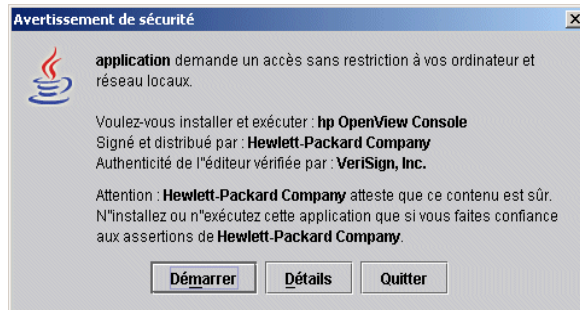 Avertissement de sécurité
application demande un accès sans restriction à vos ordinateur et
réseau locaux.
Voulez-vous installer et exécuter : hp OpenView Console
Signé et distribué par : Hewlett-Packard Company
Authenticité de l"éditeur vérifiée par : VeriSign, Inc.
Attention : Hewlett-Packard Company atteste que ce contenu est sûr.
N"installez ou n"exécutez cette application que si vous faites confiance
aux assertions de Hewlett-Packard Company.
Démarrer Détails Quitter